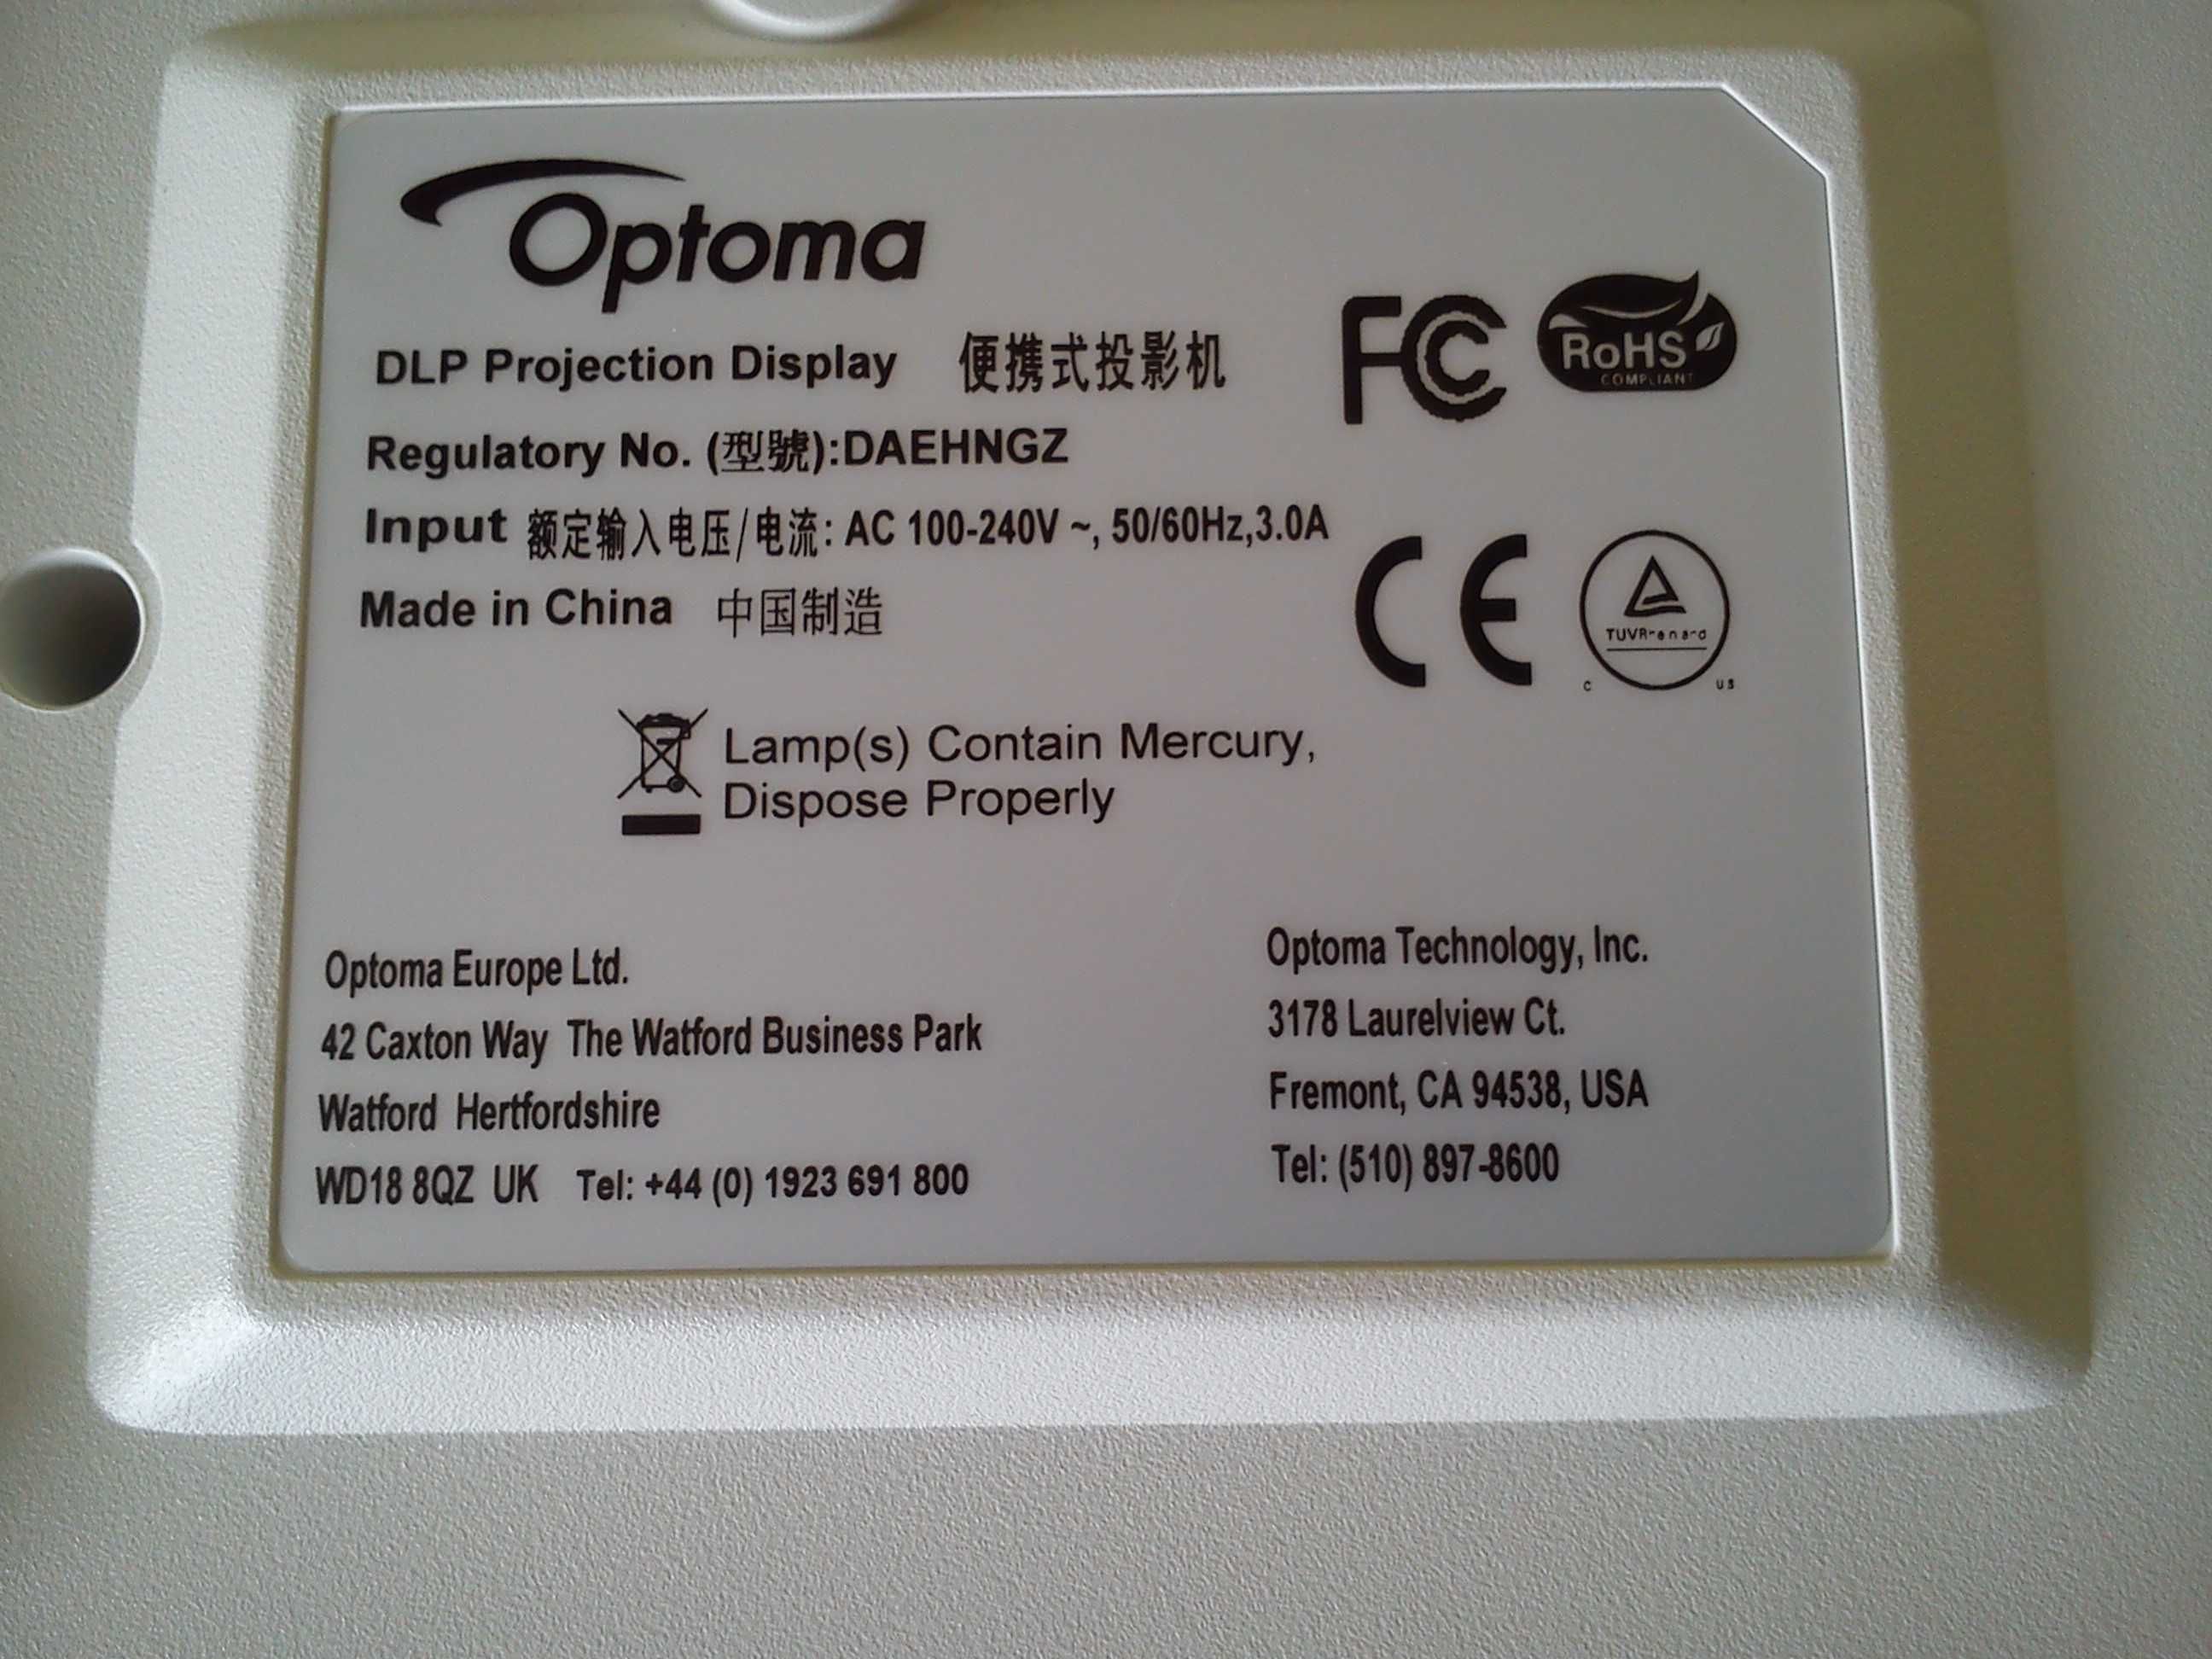 Optoma
DLP Projection Display 便携式投影机
FC
RoHS
COMPLIANT
Regulatory No. (型號):DAEHNGZ
Input 额定输入电压/电流: AC 100-240V ~, 50/60Hz,3.0A
Made in China 中国制造
CE
C US
Lamp(s) Contain Mercury,
Dispose Properly
Optoma Europe Ltd.
42 Caxton Way The Watford Business Park
Watford Hertfordshire
WD18 8QZ UK Tel: +44 (0) 1923 691 800
Optoma Technology, Inc.
3178 Laurelview Ct.
Fremont, CA 94538, USA
Tel: (510) 897-8600